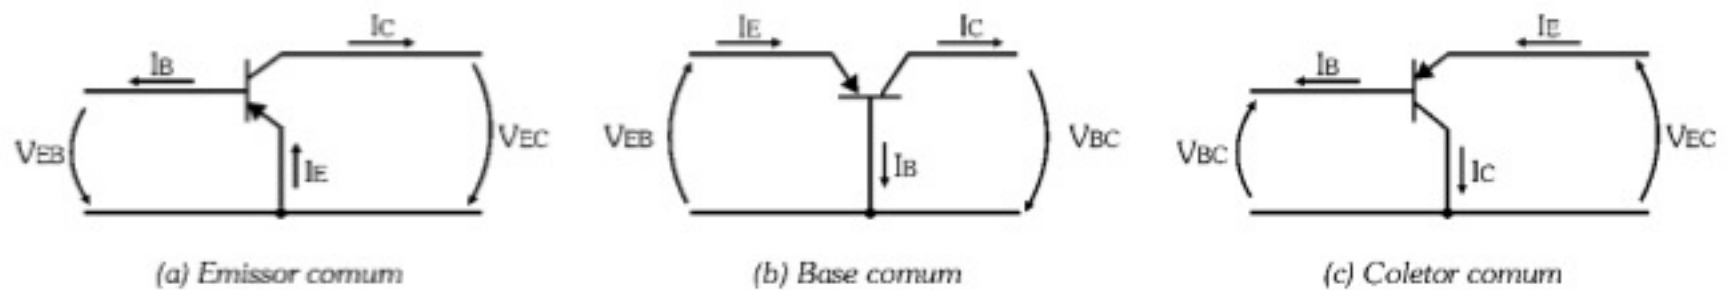 IC
IB
VEB
VEC
IE
(a) Emissor comum
IE
IC
VEB
VBC
IB
(b) Base comum
IE
IB
VBC
VEC
IC
(c) Coletor comum